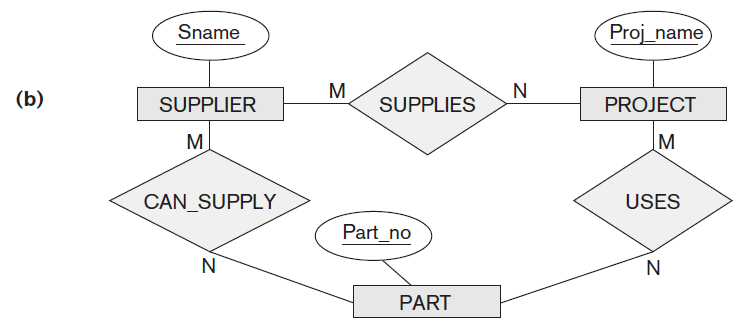 Sname
Proj_name
(b)
SUPPLIER
M
SUPPLIES
N
PROJECT
M
M
CAN_SUPPLY
USES
Part_no
N
N
PART